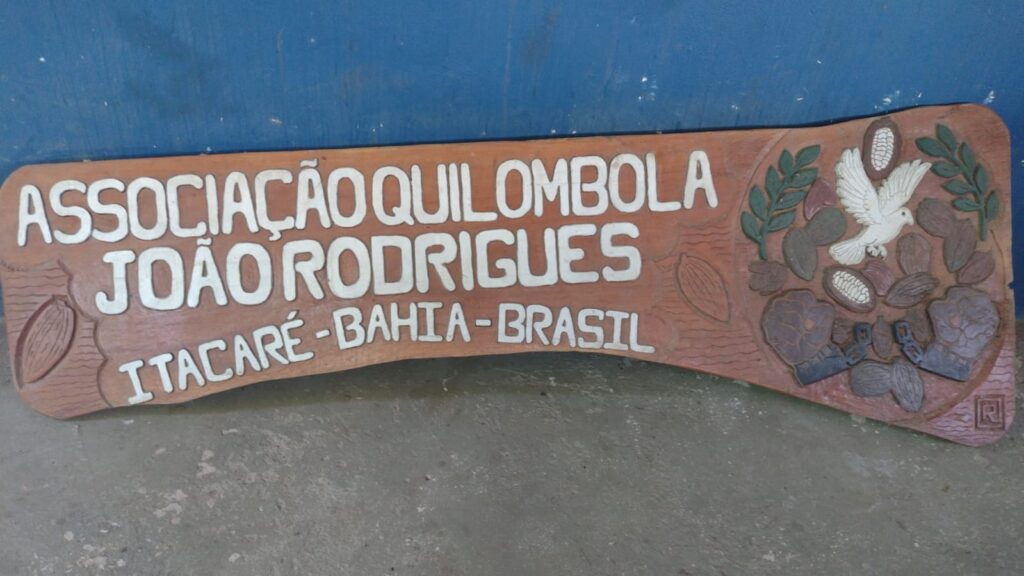 ASSOCIAÇÃO QUILOMBOLA
JOÃO RODRIGUES
ITACARÉ - BAHIA - BRASIL